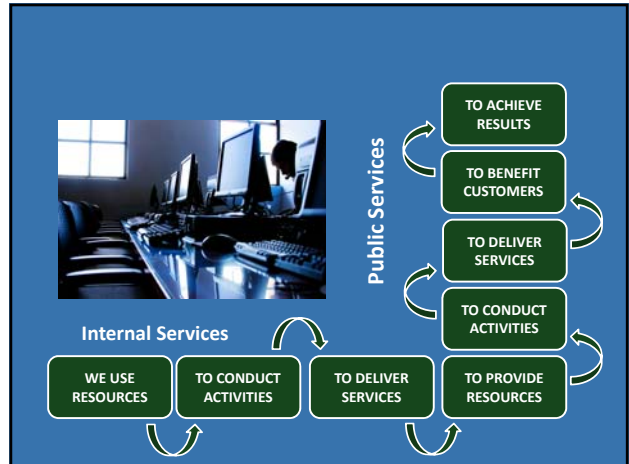 TO ACHIEVE
RESULTS
Public Services
TO BENEFIT
CUSTOMERS
TO DELIVER
SERVICES
TO CONDUCT
ACTIVITIES
Internal Services
WE USE
RESOURCES
TO CONDUCT
ACTIVITIES
TO DELIVER
SERVICES
TO PROVIDE
RESOURCES